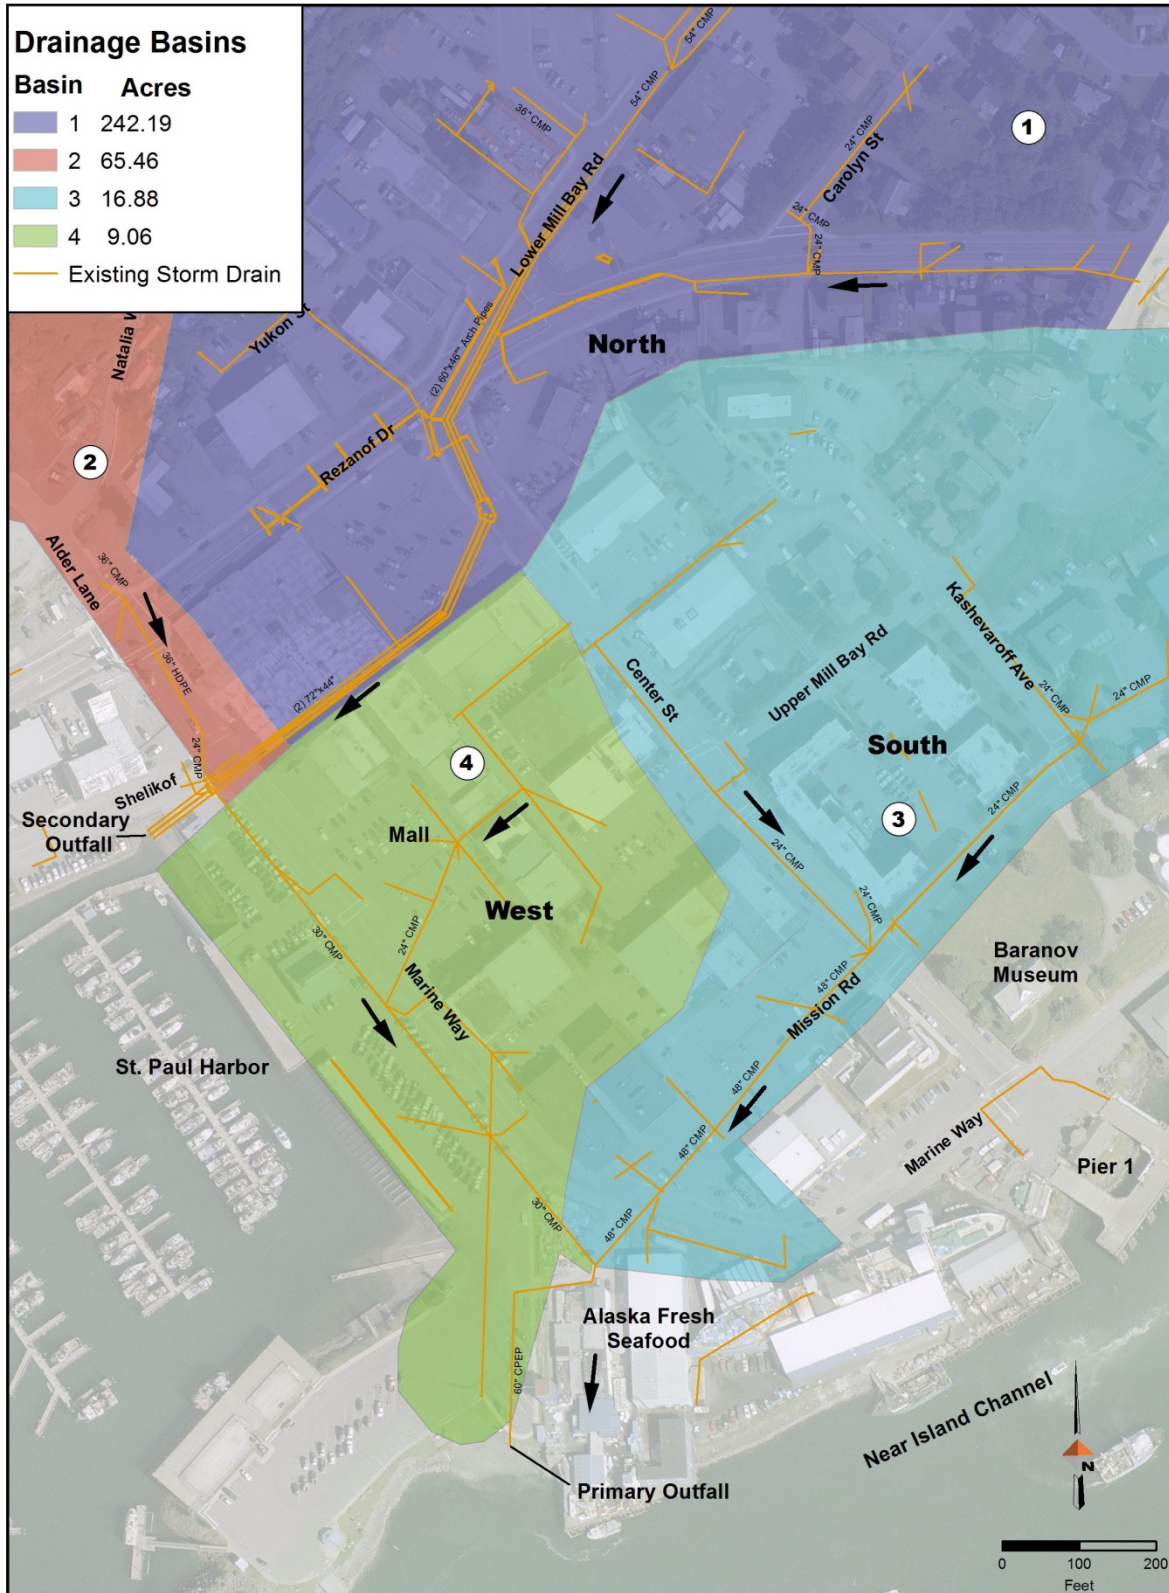 Drainage Basins
Basin Acres
1 242.19
2 65.46
3 16.88
4 9.06
Existing Storm Drain
54" CMP
54" CMP
36" CMP
24" CMP
Carolyn St
1
Lower Mill Bay Rd
24" CMP
24" CMP
Natalia
Yukon St
(2) 60"x46"" Arch Pipes
North
2
Rezanof Dr
Alder Lane
36" CMP
36" HDPE
24" CMP
(2) 72"x44"
Center St
Upper Mill Bay Rd
Kashevaroff Ave
24" CMP
24" CMP
South
4
Shelikof
Secondary
Outfall
Mall
24" CMP
3
24" CMP
24" CMP
West
30" CMP
24" CMP
Marine Way
48" CMP
Mission Rd
Baranov
Museum
St. Paul Harbor
48" CMP
48" CMP
Marine Way
Pier 1
30" CMP
48" CMP
Alaska Fresh
Seafood
60" CPEP
Near Island Channel
Primary Outfall
N
0 100 200
Feet